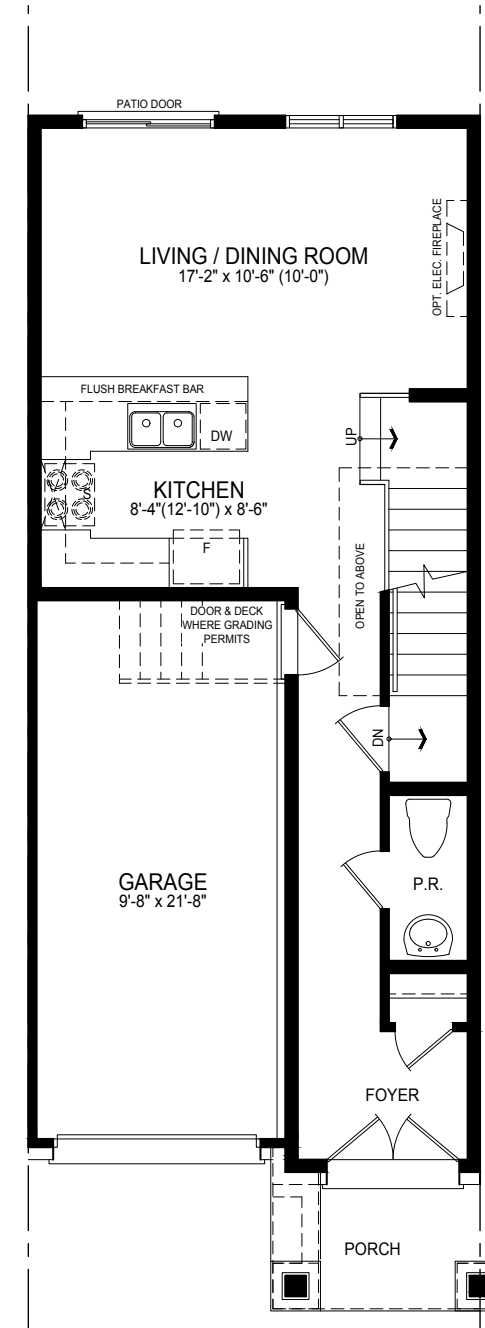 PATIO DOOR
LIVING / DINING ROOM
17'-2" x 10'-6" (10'-0")
OPT. ELEC. FIREPLACE
FLUSH BREAKFAST BAR
DW
UP
S
KITCHEN
8'-4"(12'-10") x 8'-6"
F
OPEN TO ABOVE
DOOR & DECK
WHERE GRADING
PERMITS
DN
GARAGE
9'-8" x 21'-8"
P.R.
FOYER
PORCH